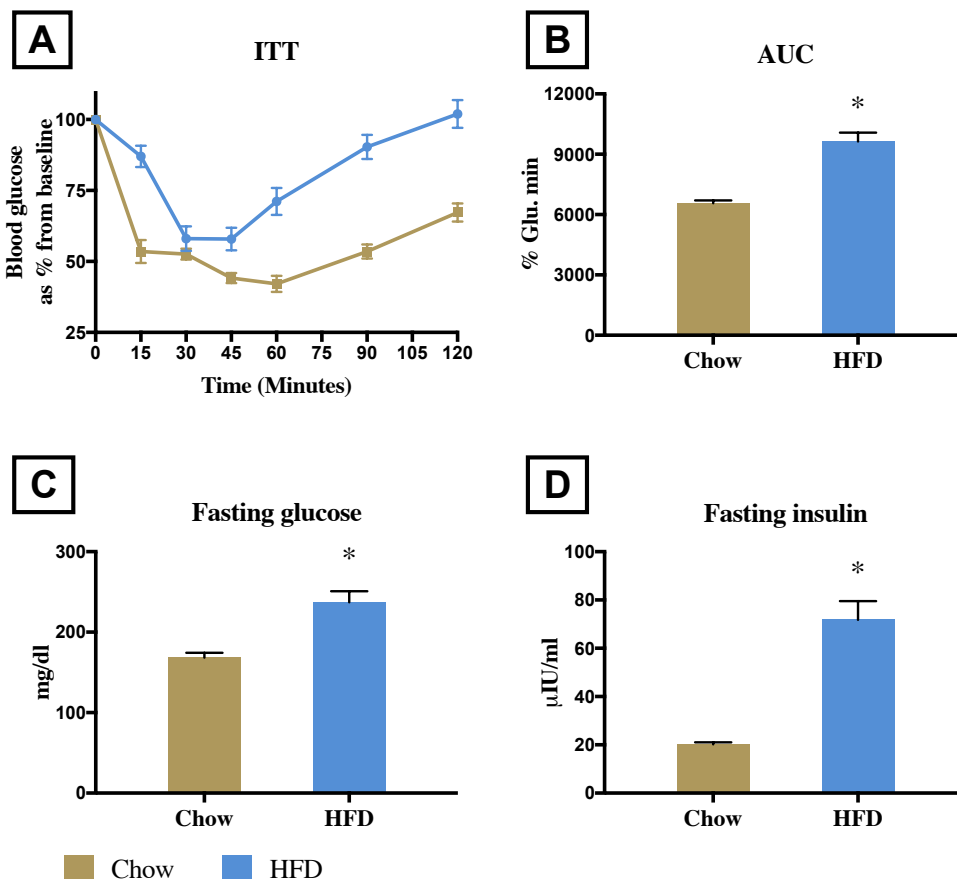 A
ITT
Blood glucose
as % from baseline
100
75
50
25
0 15 30 45 60 75 90 105 120
Time (Minutes)
B
AUC
*
% Glu. min
12000
9000
6000
3000
0
Chow HFD
C
Fasting glucose
*
mg/dl
300
200
100
0
Chow HFD
D
Fasting insulin
*
μIU/ml
100
80
60
40
20
0
Chow HFD
Chow HFD